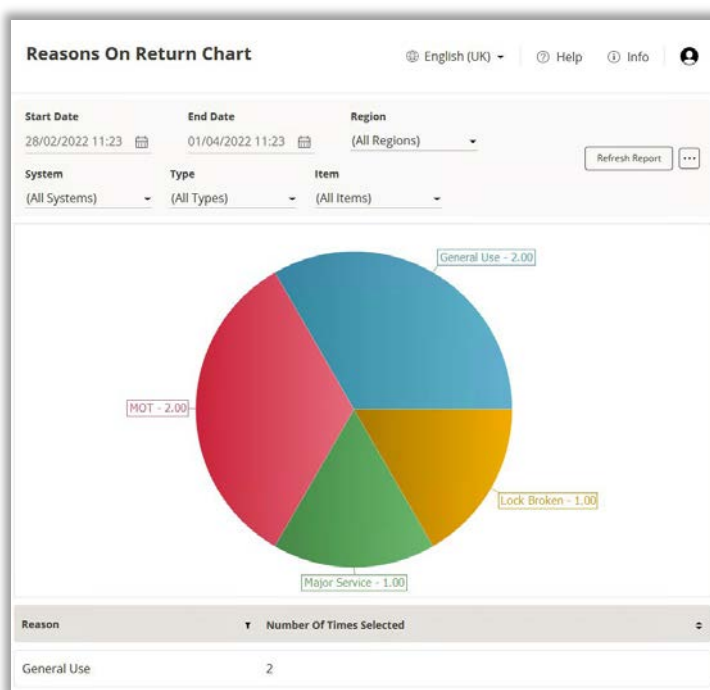 Reasons On Return Chart
English (UK)
Help
Info
Start Date
End Date
Region
28/02/2022 11:23
01/04/2022 11:23
(All Regions)
Refresh Report
...
System
Type
Item
(All Systems)
(All Types)
(All Items)
General Use - 2.00
MOT - 2.00
Lock Broken - 1.00
Major Service - 1.00
Reason
Number Of Times Selected
General Use
2